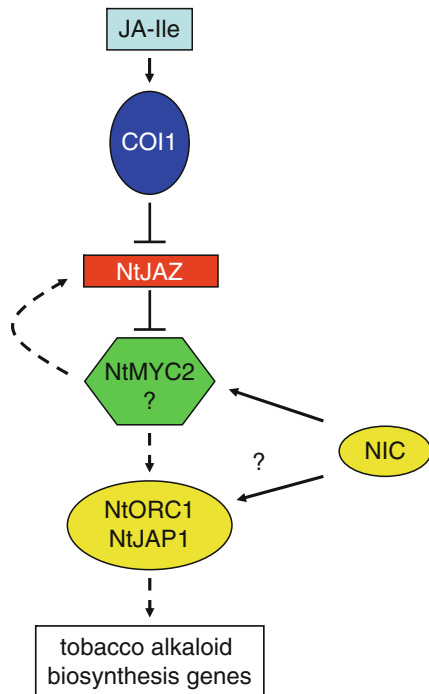 JA-Ile
COI1
NtJAZ
NtMYC2
?
?
NIC
NtORC1
NtJAP1
tobacco alkaloid
biosynthesis genes